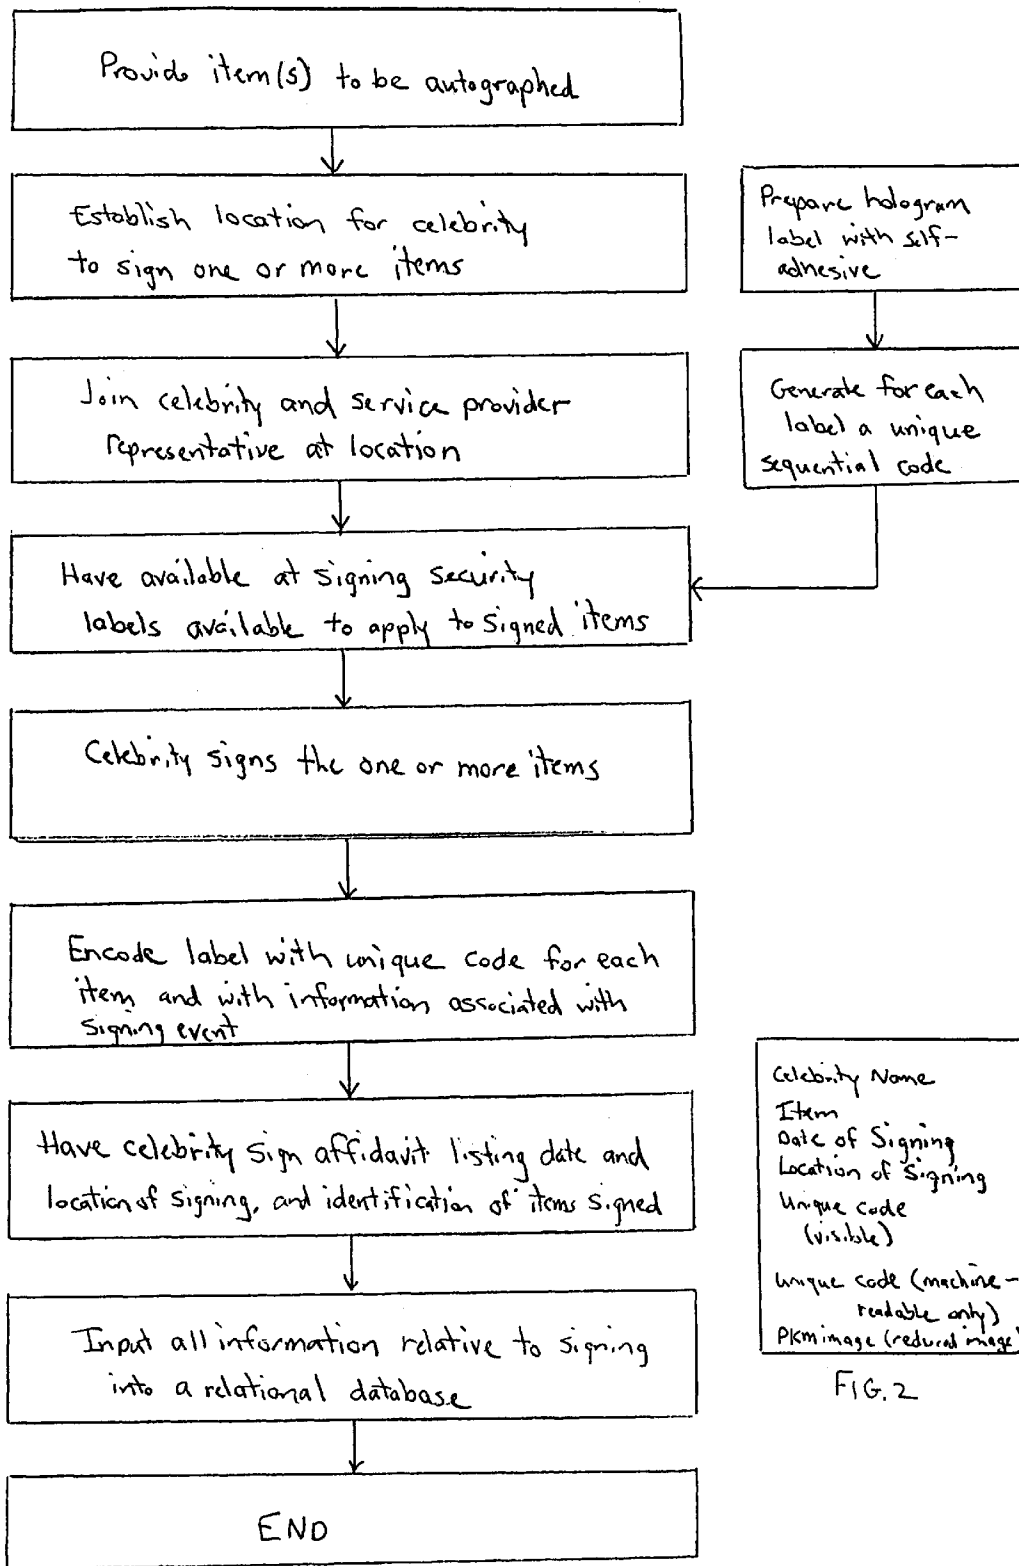 Provide item(s) to be autographed
Establish location for celebrity
to sign one or more items
Join celebrity and service provider
representative at location
Have available at signing security
labels available to apply to signed items
Celebrity signs the one or more items
Encode label with unique code for each
item and with information associated with
signing event
Have celebrity sign affidavit listing date and
location of signing, and identification of items signed
Input all information relative to signing
into a relational database
END
Prepare hologram
label with self-
adhesive
Generate for each
label a unique
sequential code
Celebrity Name
Item
Date of Signing
Location of Signing
Unique code
(visible)
Unique code (machine-
readable only)
image (reduced image)
FIG. 2